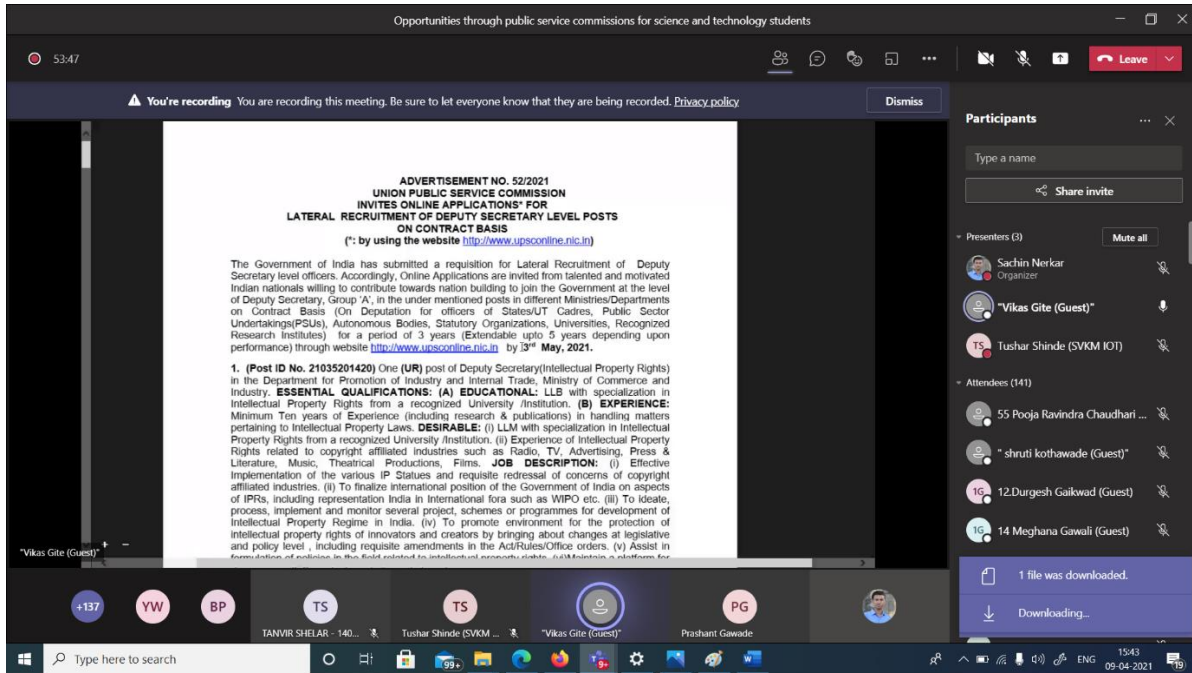 Opportunities through public service commissions for science and technology students
53:47
Leave
You're recording You are recording this meeting. Be sure to let everyone know that they are being recorded. Privacy policy
Dismiss
ADVERTISEMENT NO. 52/2021
UNION PUBLIC SERVICE COMMISSION
INVITES ONLINE APPLICATIONS* FOR
LATERAL RECRUITMENT OF DEPUTY SECRETARY LEVEL POSTS
ON CONTRACT BASIS
(*: by using the website http://www.upsconline.nic.in)
The Government of India has submitted a requisition for Lateral Recruitment of Deputy
Secretary level officers. Accordingly, Online Applications are invited from talented and motivated
Indian nationals willing to contribute towards nation building to join the Government at the level
of Deputy Secretary, Group 'A', in the under mentioned posts in different Ministries/Departments
on Contract Basis (On Deputation for officers of States/UT Cadres, Public Sector
Undertakings(PSUs), Autonomous Bodies, Statutory Organizations, Universities, Recognized
Research Institutes) for a period of 3 years (Extendable upto 5 years depending upon
performance) through website http://www.upsconline.nic.in by 3rd May, 2021.
1. (Post ID No. 21035201420) One (UR) post of Deputy Secretary(Intellectual Property Rights)
in the Department for Promotion of Industry and Internal Trade, Ministry of Commerce and
Industry. ESSENTIAL QUALIFICATIONS: (A) EDUCATIONAL: LLB with specialization in
Intellectual Property Rights from a recognized University /Institution. (B) EXPERIENCE:
Minimum Ten years of Experience (including research & publications) in handling matters
pertaining to Intellectual Property Laws. DESIRABLE: (i) LLM with specialization in Intellectual
Property Rights from a recognized University /Institution. (ii) Experience of Intellectual Property
Rights related to copyright affiliated industries such as Radio, TV, Advertising, Press &
Literature, Music, Theatrical Productions, Films. JOB DESCRIPTION: (i) Effective
Implementation of the various IP Statues and requisite redressal of concerns of copyright
affiliated industries. (ii) To finalize international position of the Government of India on aspects
of IPRs, including representation India in International fora such as WIPO etc. (iii) To ideate,
process, implement and monitor several project, schemes or programmes for development of
Intellectual Property Regime in India. (iv) To promote environment for the protection of
intellectual property rights of innovators and creators by bringing about changes at legislative
and policy level , including requisite amendments in the Act/Rules/Office orders. (v) Assist in
formulation of policies in the field related to intellectual property rights. (vi)Maintain a platform for
"Vikas Gite (Guest)"
Participants
Type a name
Share invite
Presenters (3)
Mute all
Sachin Nerkar
Organizer
"Vikas Gite (Guest)"
TS
Tushar Shinde (SVKM IOT)
Attendees (141)
55 Pooja Ravindra Chaudhari ...
" shruti kothawade (Guest)"
1G
12.Durgesh Gaikwad (Guest)
1G
14 Meghana Gawali (Guest)
1 file was downloaded.
Downloading...
+137
YW
BP
TS
TANVIR SHELAR - 140...
TS
Tushar Shinde (SVKM ...
"Vikas Gite (Guest)"
PG
Prashant Gawade
Type here to search
99+
9+
ENG
15:43
09-04-2021
19